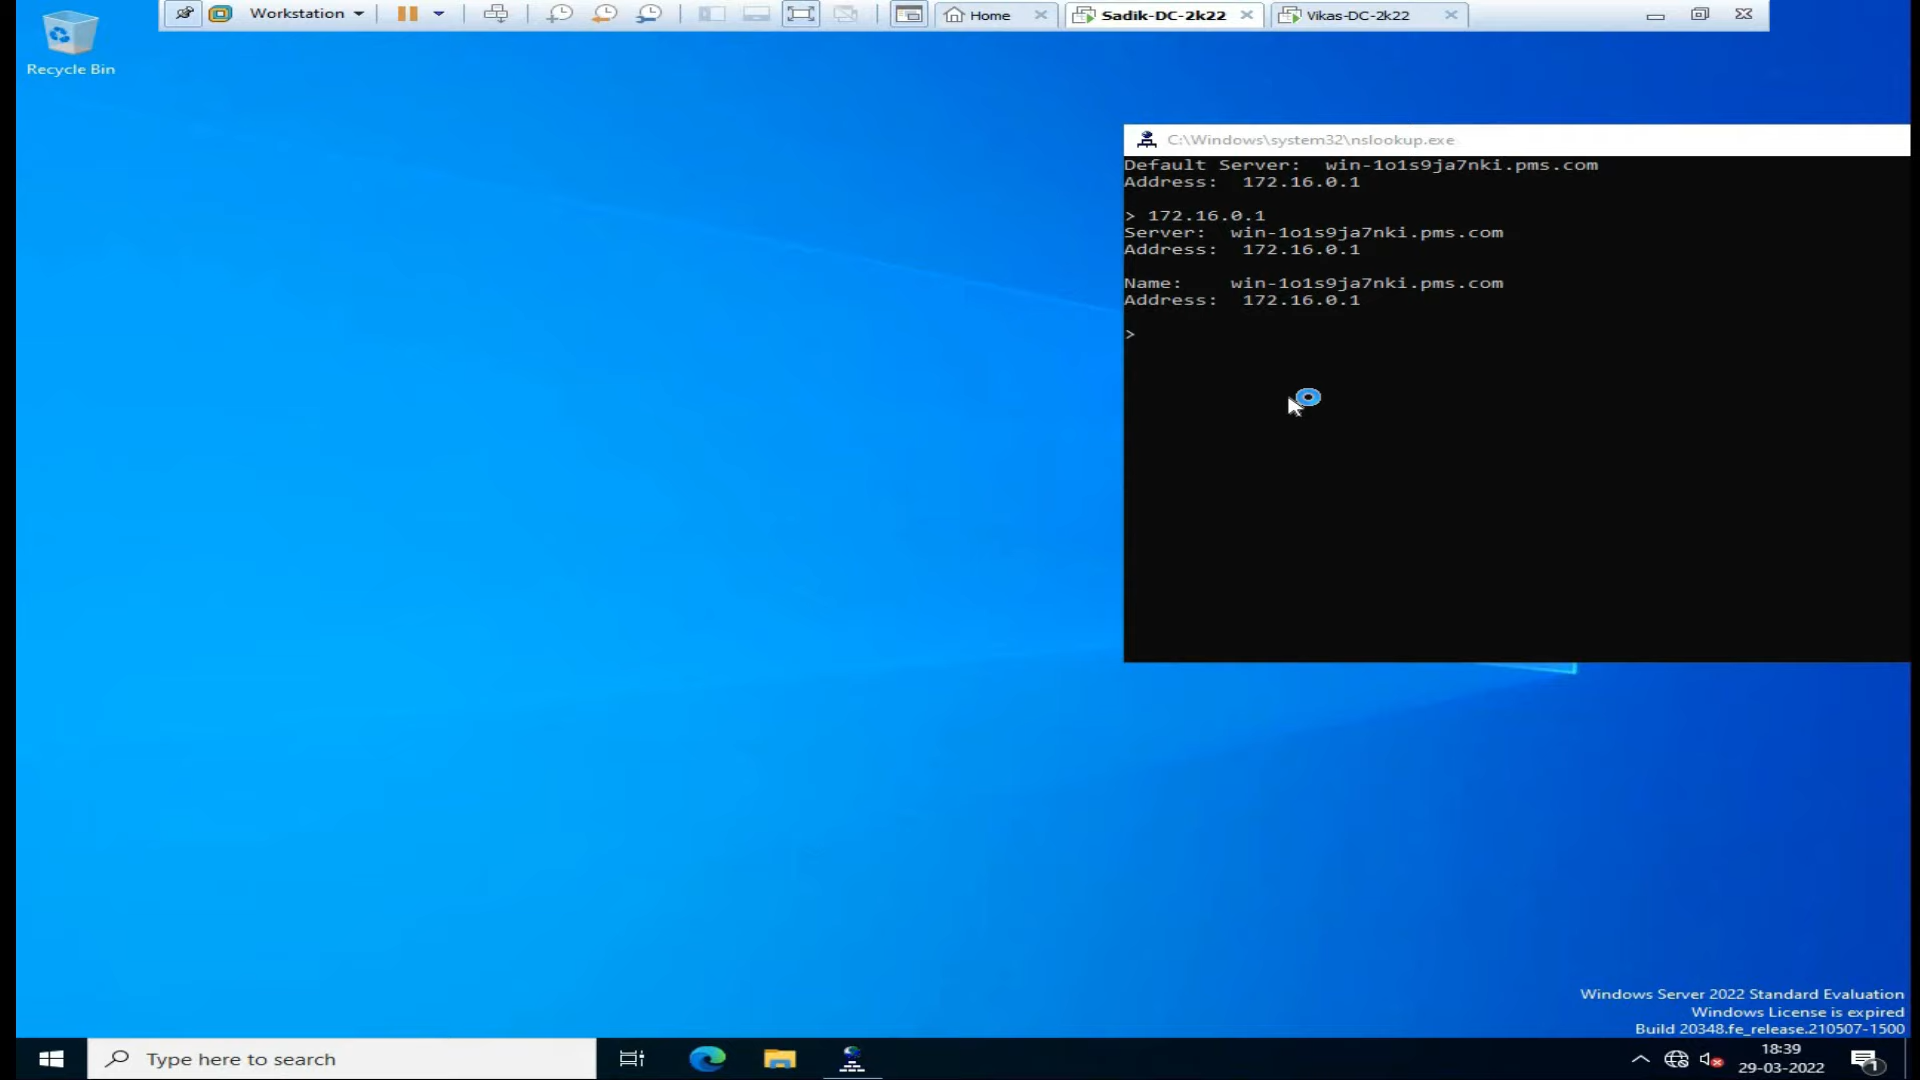 Workstation
Home
Sadik-DC-2k22
Vikas-DC-2k22
Recycle Bin
C:\Windows\system32\nslookup.exe
Default Server:  win-1o1s9ja7nki.pms.com
Address:  172.16.0.1
> 172.16.0.1
Server:  win-1o1s9ja7nki.pms.com
Address:  172.16.0.1
Name:    win-1o1s9ja7nki.pms.com
Address:  172.16.0.1
>
Windows Server 2022 Standard Evaluation
Windows License is expired
Build 20348.fe_release.210507-1500
Type here to search
18:39
29-03-2022
1